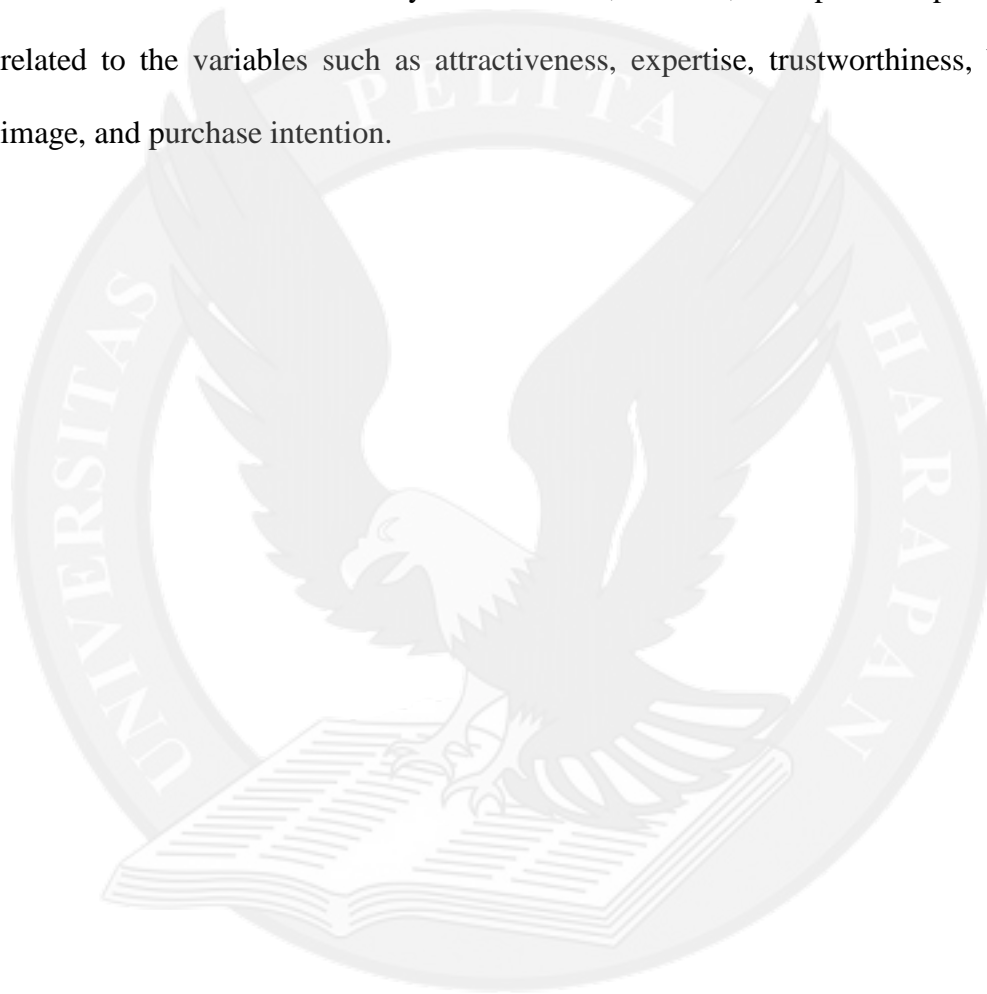 related to the variables such as attractiveness, expertise, trustworthiness,
image, and purchase intention.
UNIVERSITAS PELITA HARAPAN